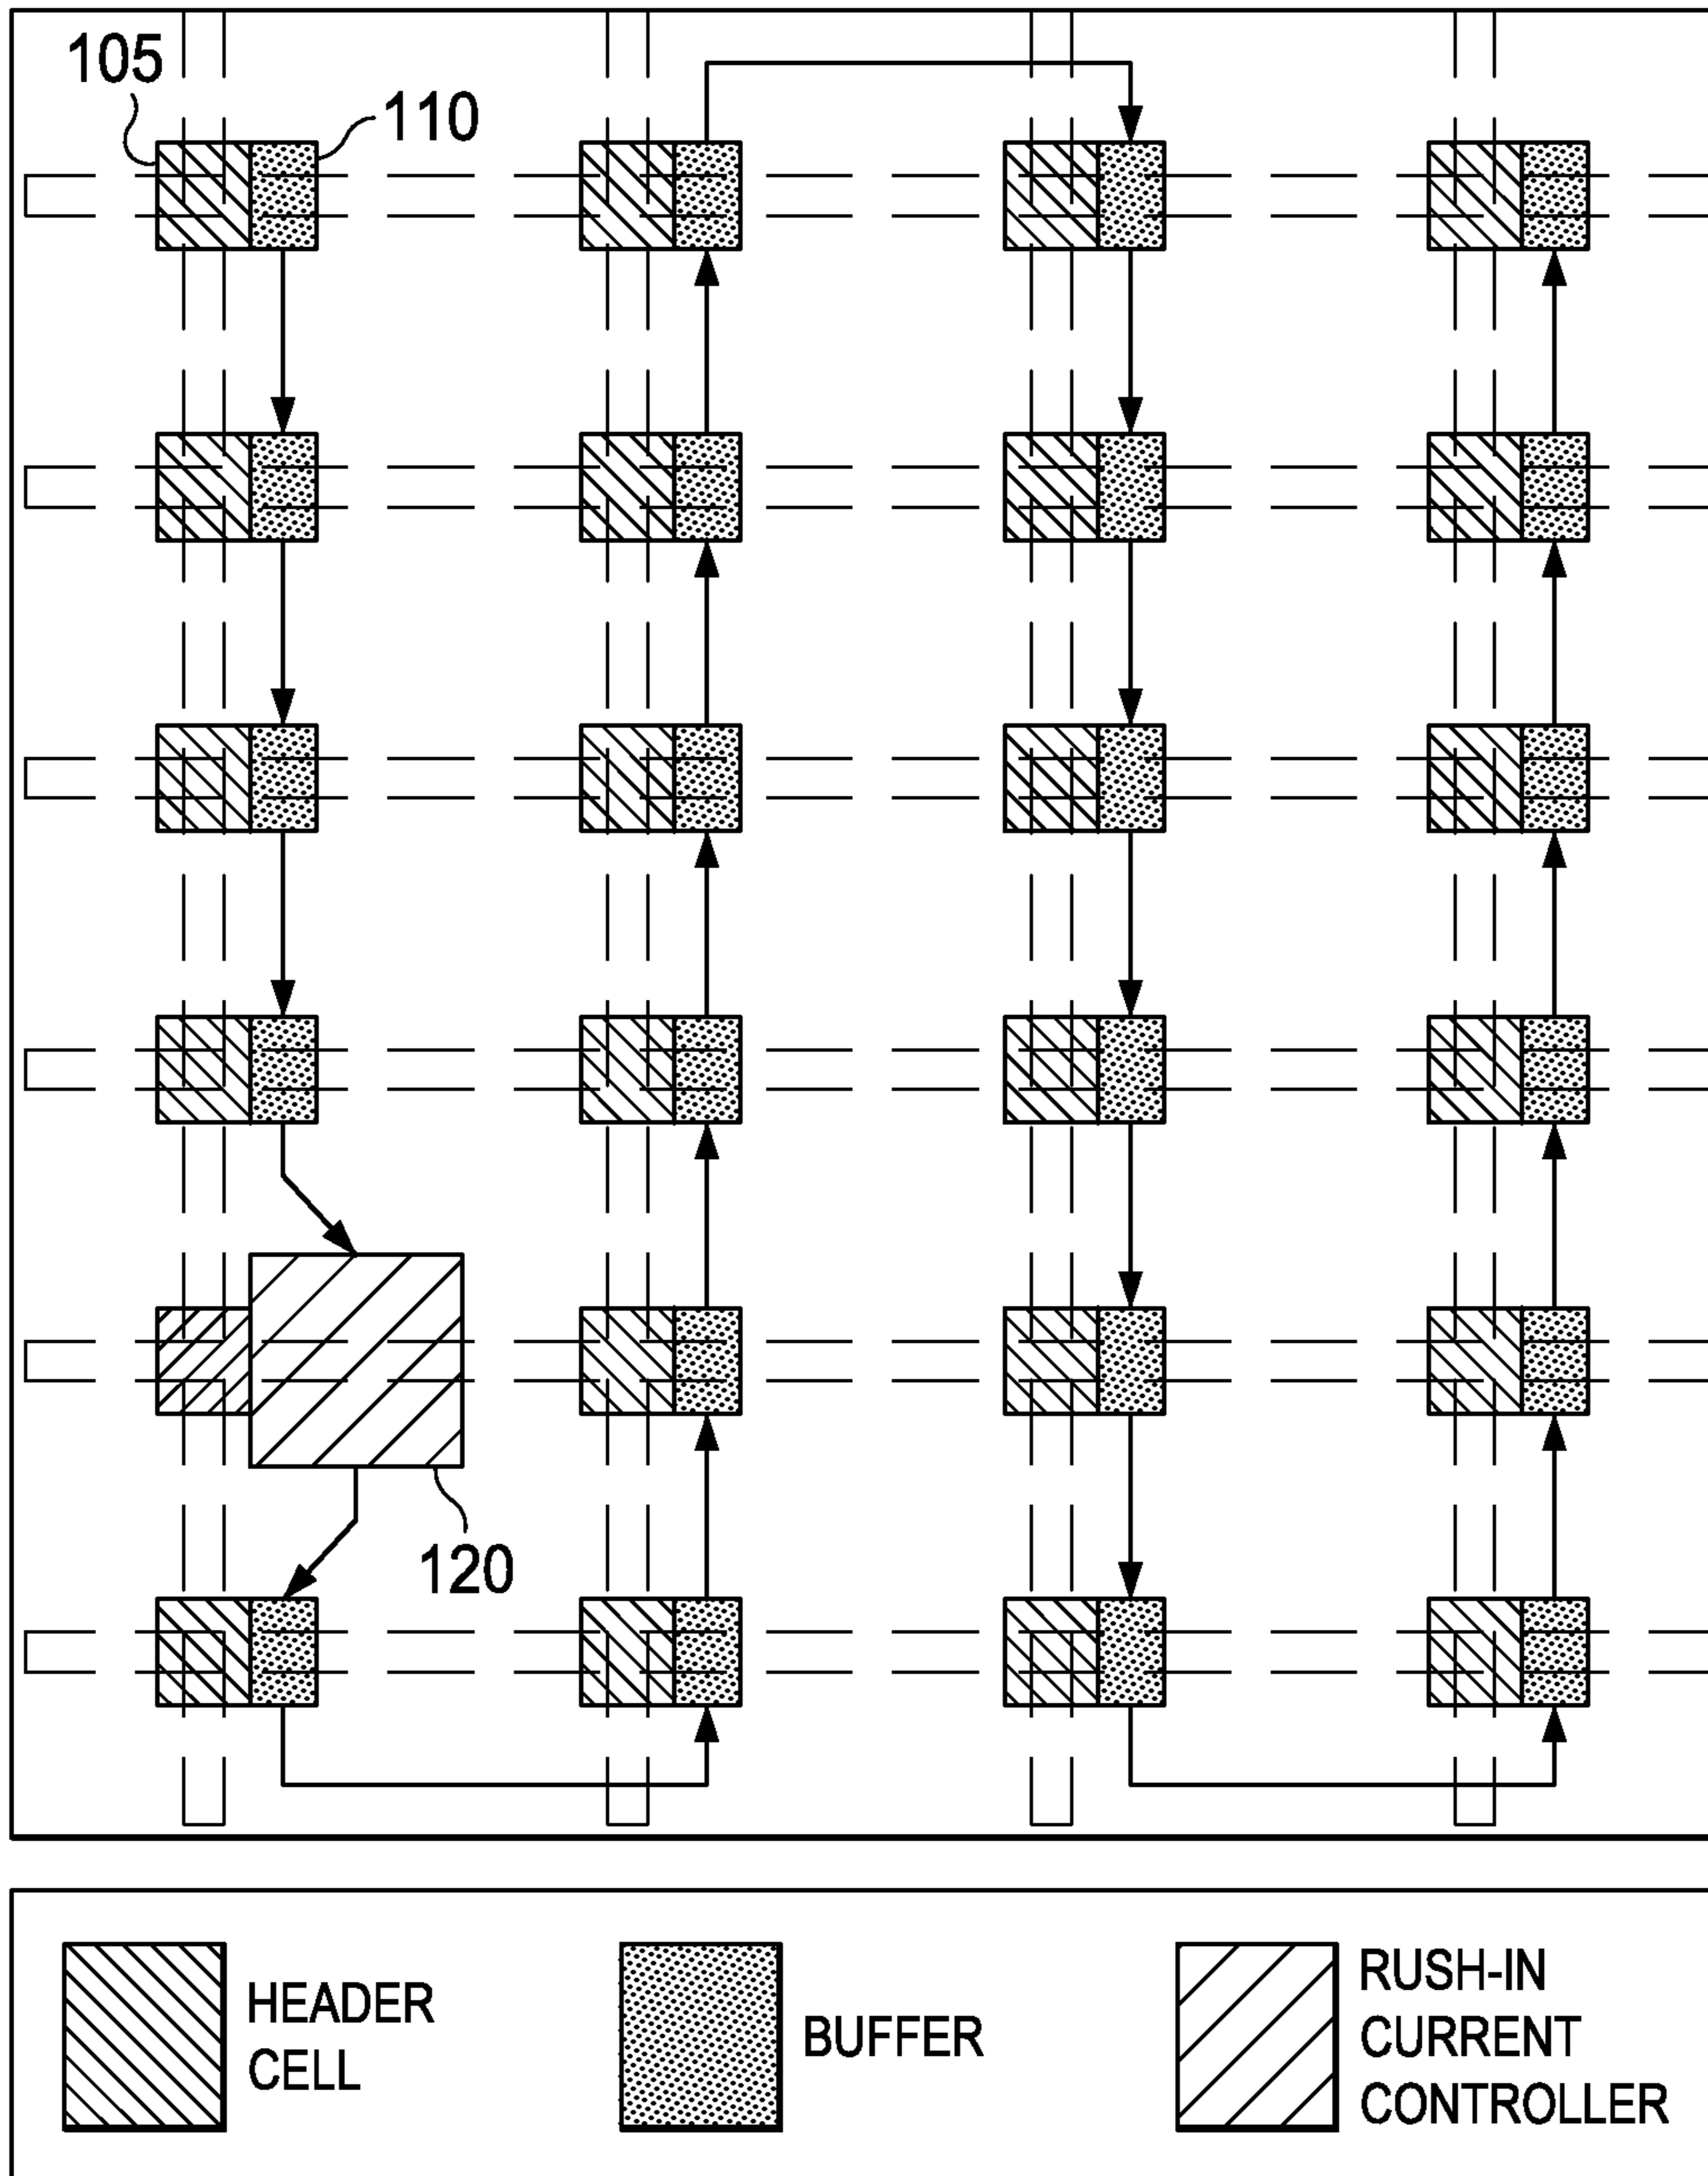 105
110
120
HEADER
CELL
BUFFER
RUSH-IN
CURRENT
CONTROLLER